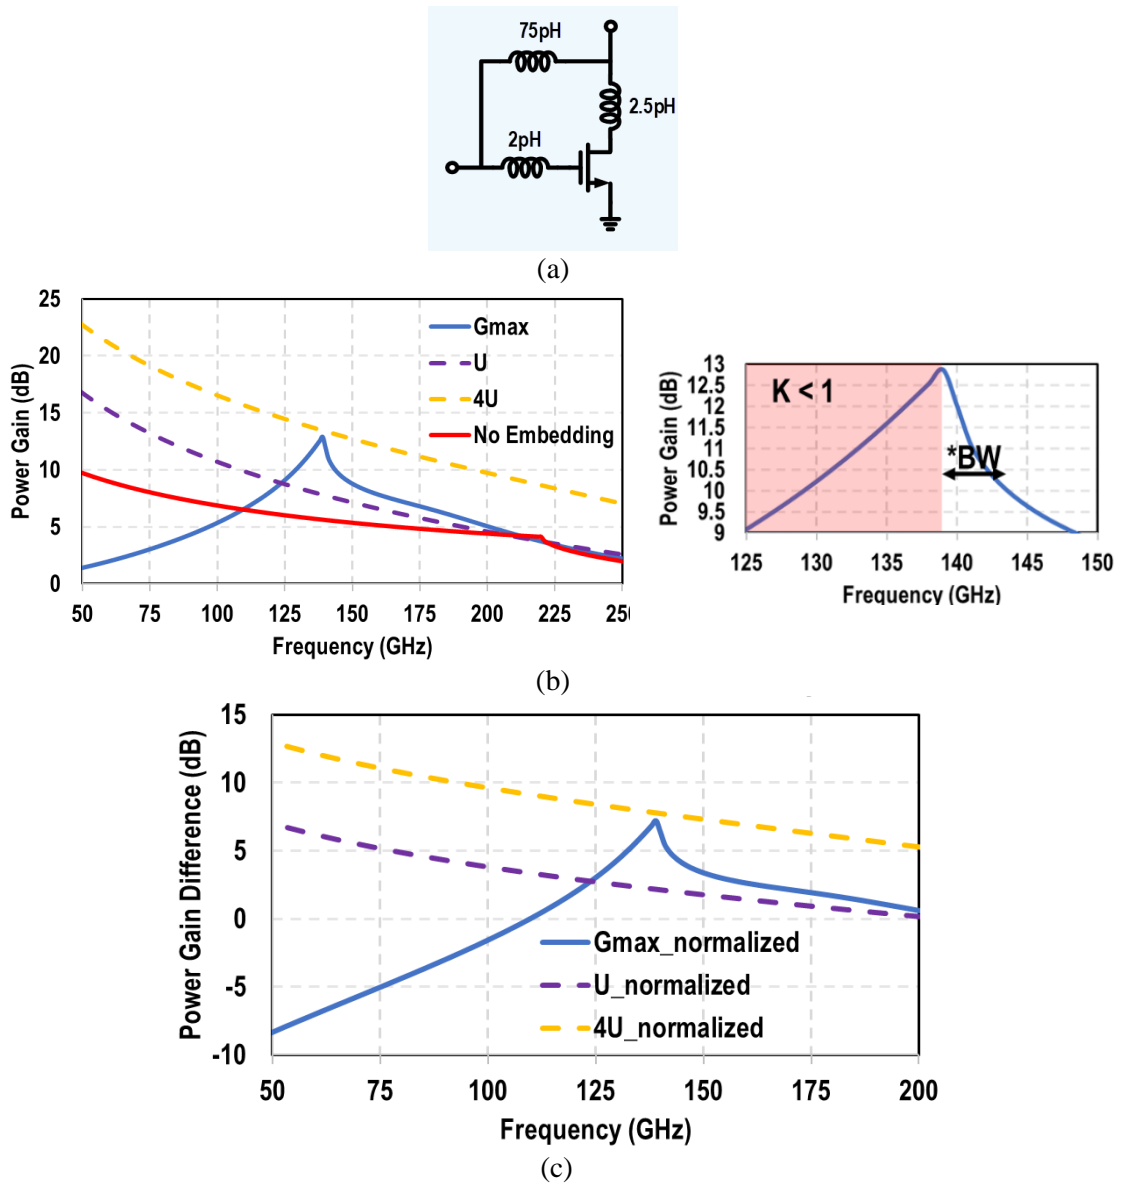 75pH
2.5pH
2pH
(a)
25
20
15
10
5
0
Power Gain (dB)
Gmax
U
4U
No Embedding
50 75 100 125 150 175 200 225 25
Frequency (GHz)
13
12.5
12
11.5
11
10.5
10
9.5
9
Power Gain (dB)
K < 1
*BW
125 130 135 140 145 150
Frequency (GHz)
(b)
15
10
5
0
-5
-10
Power Gain Difference (dB)
Gmax_normalized
U_normalized
4U_normalized
50 75 100 125 150 175 200
Frequency (GHz)
(c)